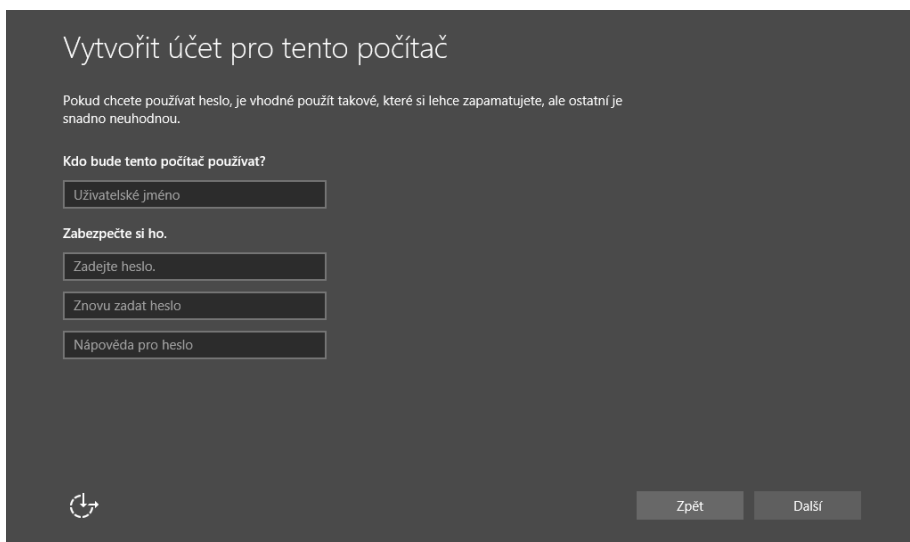 Vytvořit účet pro tento počítač
Pokud chcete používat heslo, je vhodné použít takové, které si lehce zapamatujete, ale ostatní je
snadno neuhodnou.
Kdo bude tento počítač používat?
Uživatelské jméno
Zabezpečte si ho.
Zadejte heslo.
Znovu zadat heslo
Nápověda pro heslo
Zpět
Další